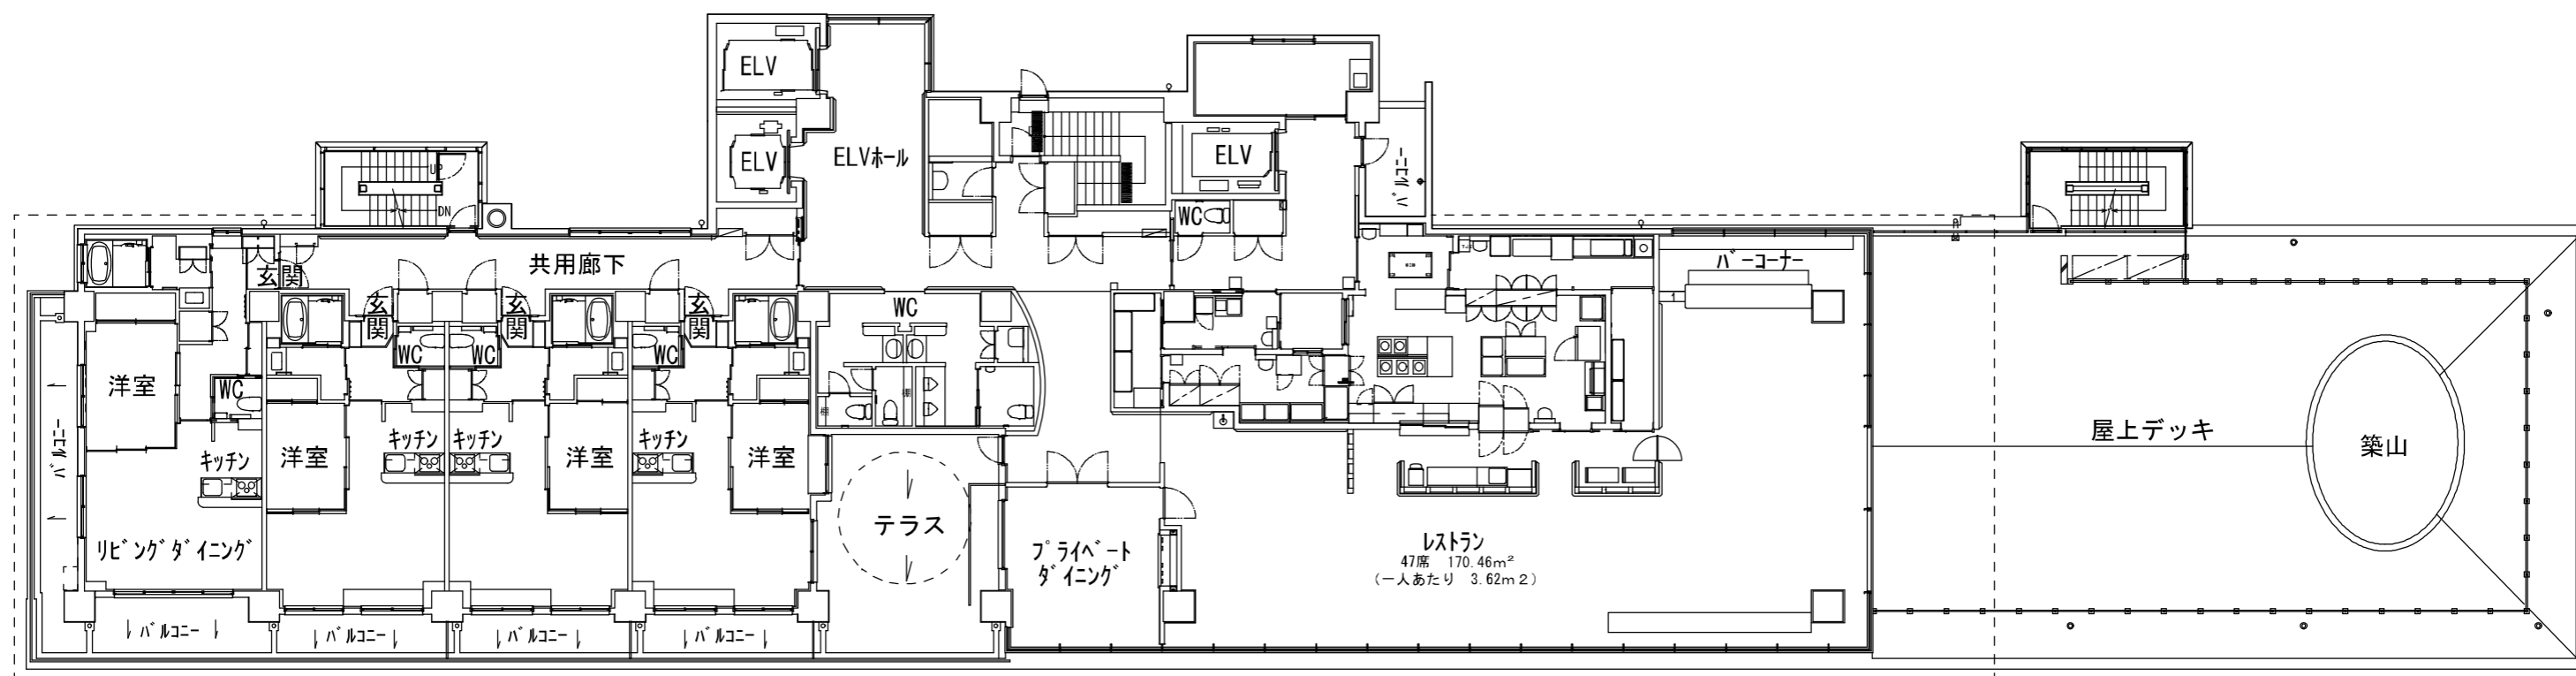 ELV
ELV
ELVホール
ELV
バルコニー
UP
DN
WC
玄関
共用廊下
バーコーナー
玄関
玄関
玄関
WC
WC
WC
WC
洋室
WC
バルコニー
キッチン
洋室
キッチン
キッチン
洋室
キッチン
洋室
屋上デッキ
築山
リビングダイニング
テラス
プライベート
ダイニング
レストラン
47席 170.46m²
(一人あたり 3.62m2)
バルコニー
バルコニー
バルコニー
バルコニー